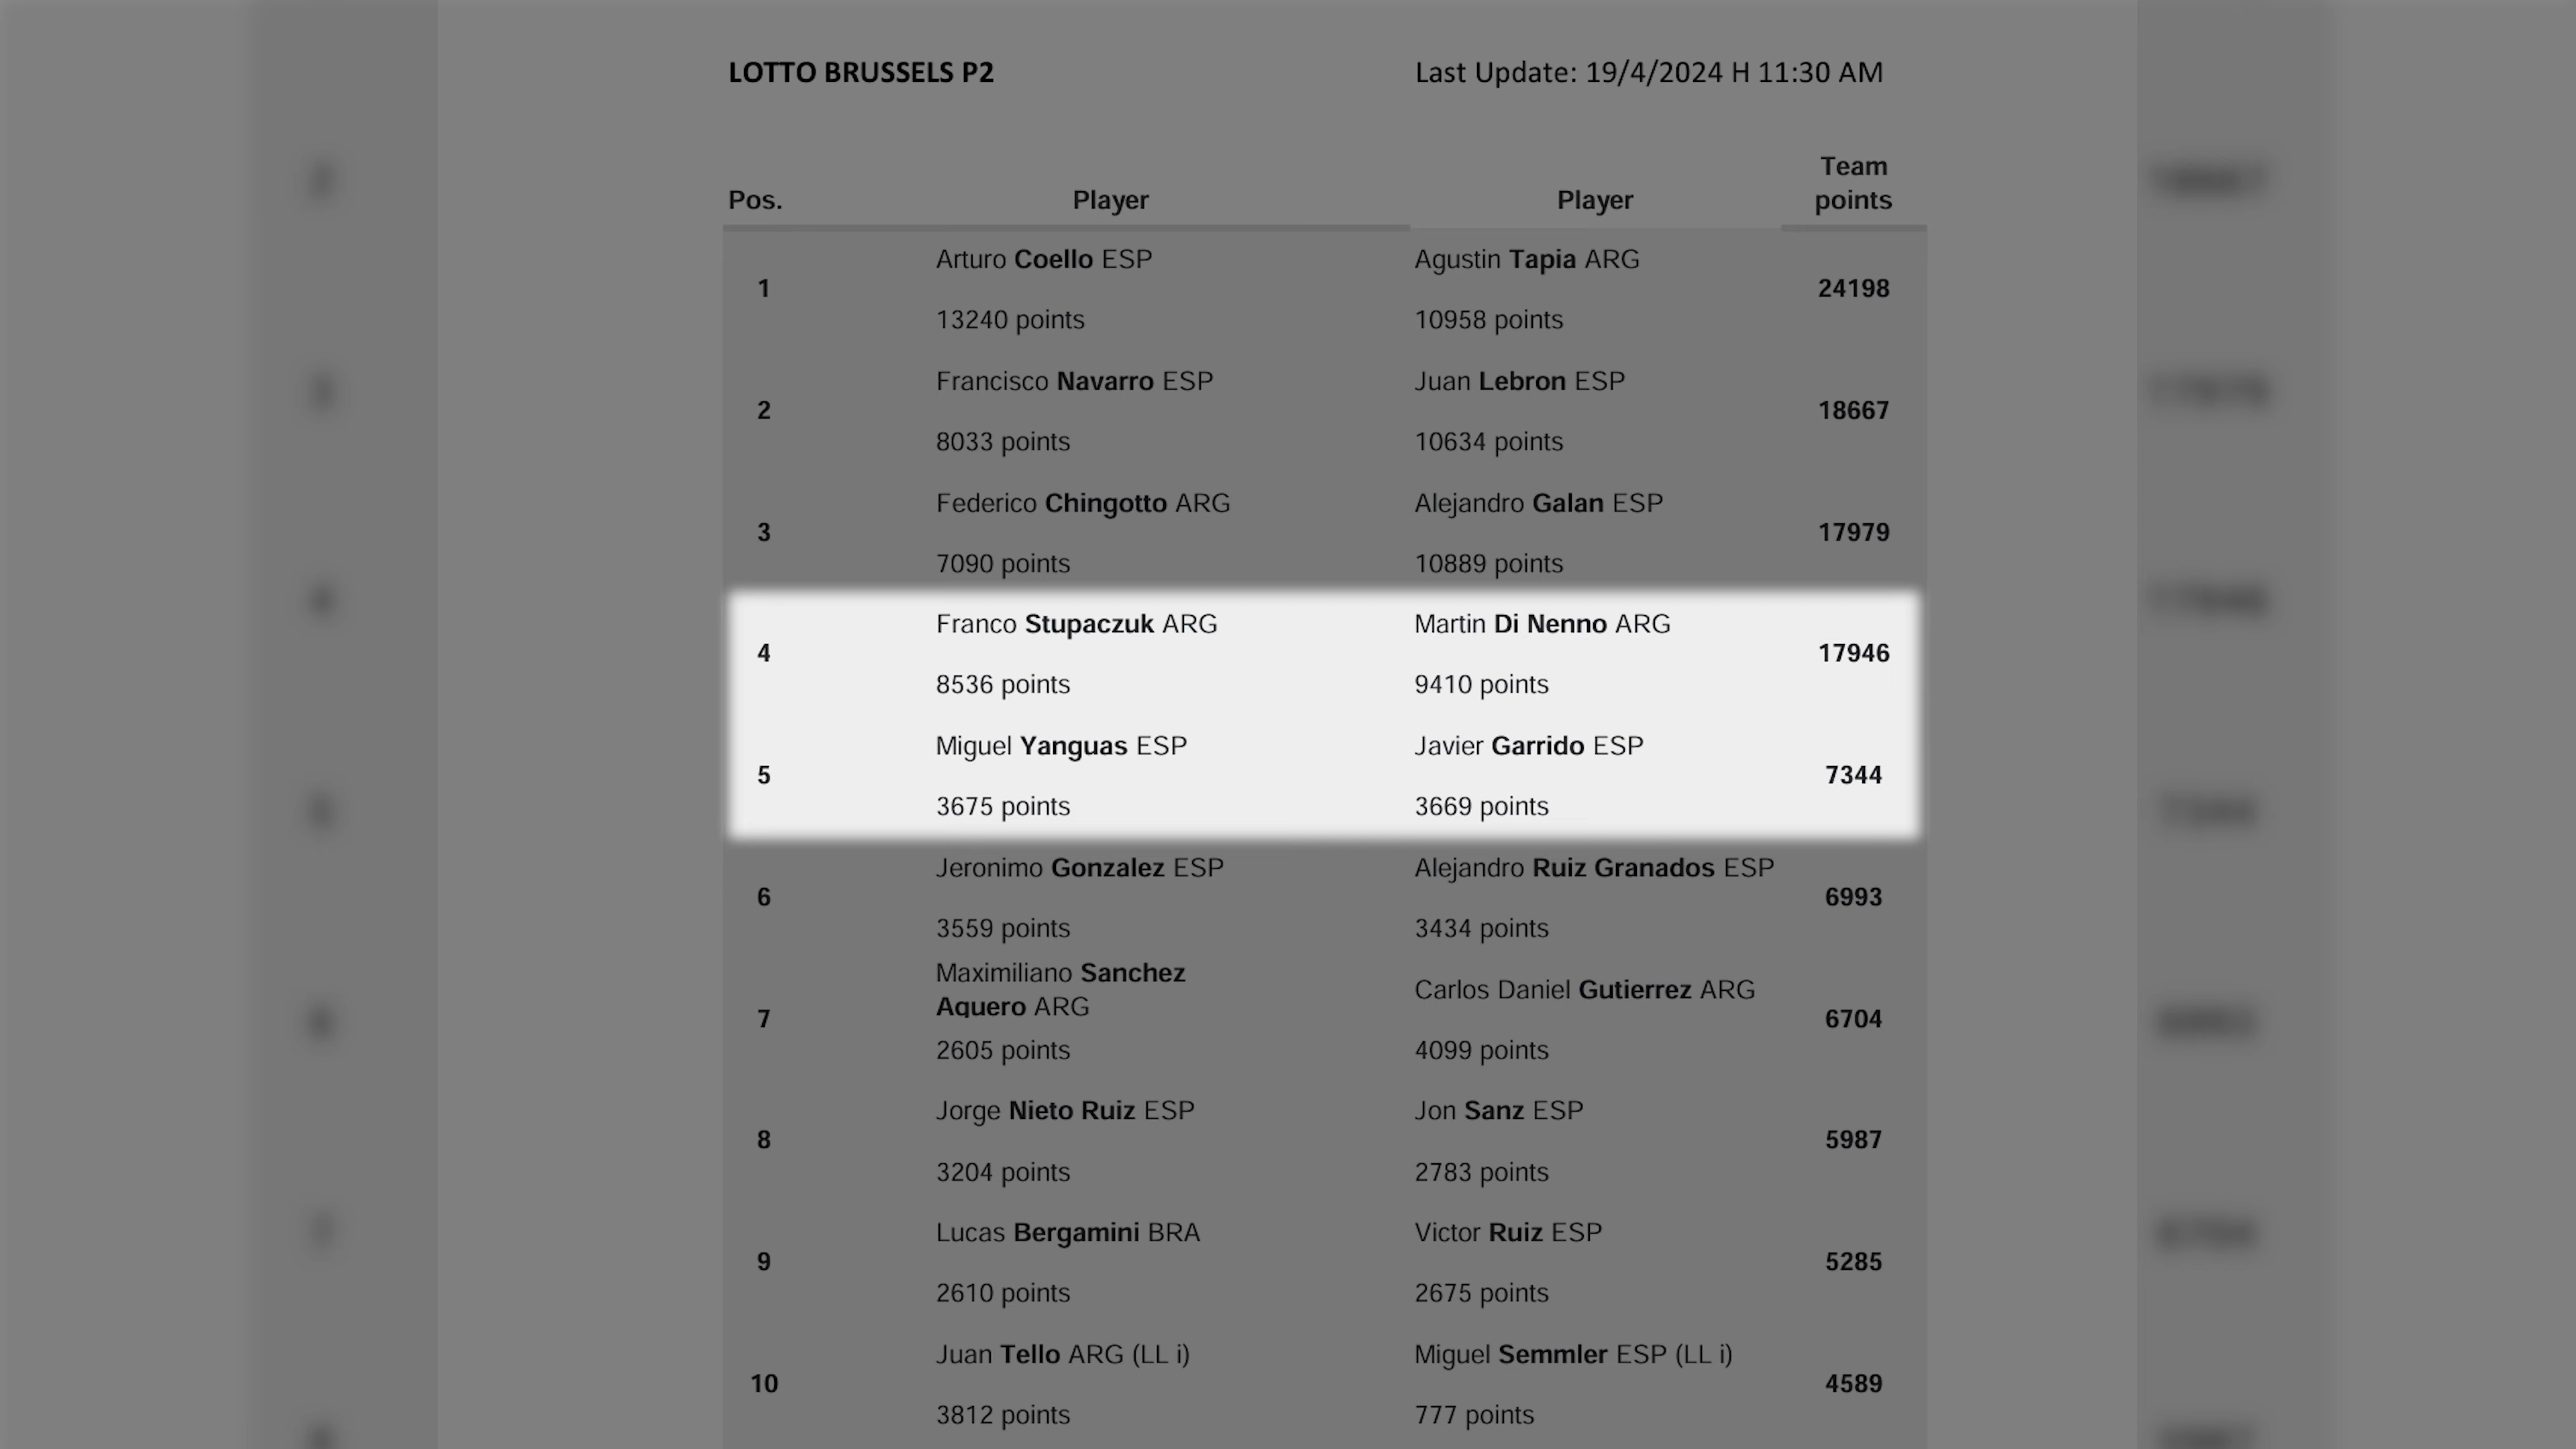 LOTTO BRUSSELS P2 Last Update: 19/4/2024 H 11:30 AM
Team
Pos. Player Player points
Arturo Coello ESP Agustin Tapia ARG
1 24198
13240 points 10958 points
Francisco Navarro ESP Juan Lebron ESP
2 18667
8033 points 10634 points
Federico Chingotto ARG Alejandro Galan ESP
3 17979
7090 points 10889 points
Franco Stupaczuk ARG Martin Di Nenno ARG
4 17946
8536 points 9410 points
Miguel Yanguas ESP Javier Garrido ESP
5 7344
3675 points 3669 points
Jeronimo Gonzalez ESP Alejandro Ruiz Granados ESP
6 6993
3559 points 3434 points
Maximiliano Sanchez
Aguero ARG Carlos Daniel Gutierrez ARG
7 6704
2605 points 4099 points
Jorge Nieto Ruiz ESP Jon Sanz ESP
8 5987
3204 points 2783 points
Lucas Bergamini BRA Victor Ruiz ESP
9 5285
2610 points 2675 points
Juan Tello ARG (LL i) Miguel Semmler ESP (LL i)
10 4589
3812 points 777 points